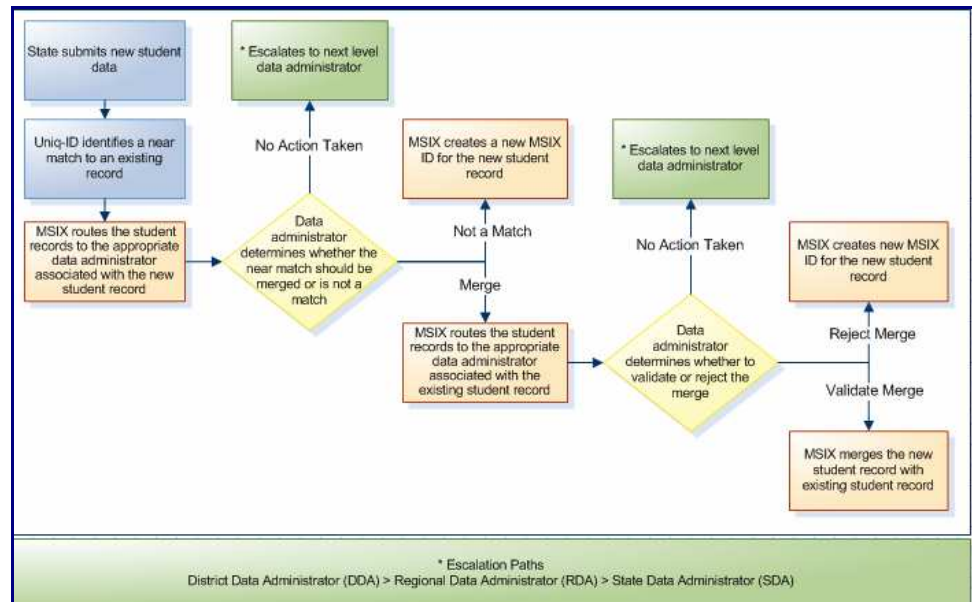 State submits new student
data
Uniq-ID identifies a near
match to an existing
record
MSIX routes the student
records to the appropriate
data administrator
associated with the new
student record
* Escalates to next level
data administrator
No Action Taken
Data
administrator
determines whether the
near match should be
merged or is not a
match
MSIX creates a new MSIX
ID for the new student
record
Not a Match
Merge
MSIX routes the student
records to the appropriate
data administrator
associated with the
existing student record
* Escalates to next level
data administrator
No Action Taken
Data
administrator
determines whether to
validate or reject the
merge
MSIX creates new MSIX
ID for the new student
record
Reject Merge
Validate Merge
MSIX merges the new
student record with
existing student record
* Escalation Paths
District Data Administrator (DDA) > Regional Data Administrator (RDA) > State Data Administrator (SDA)